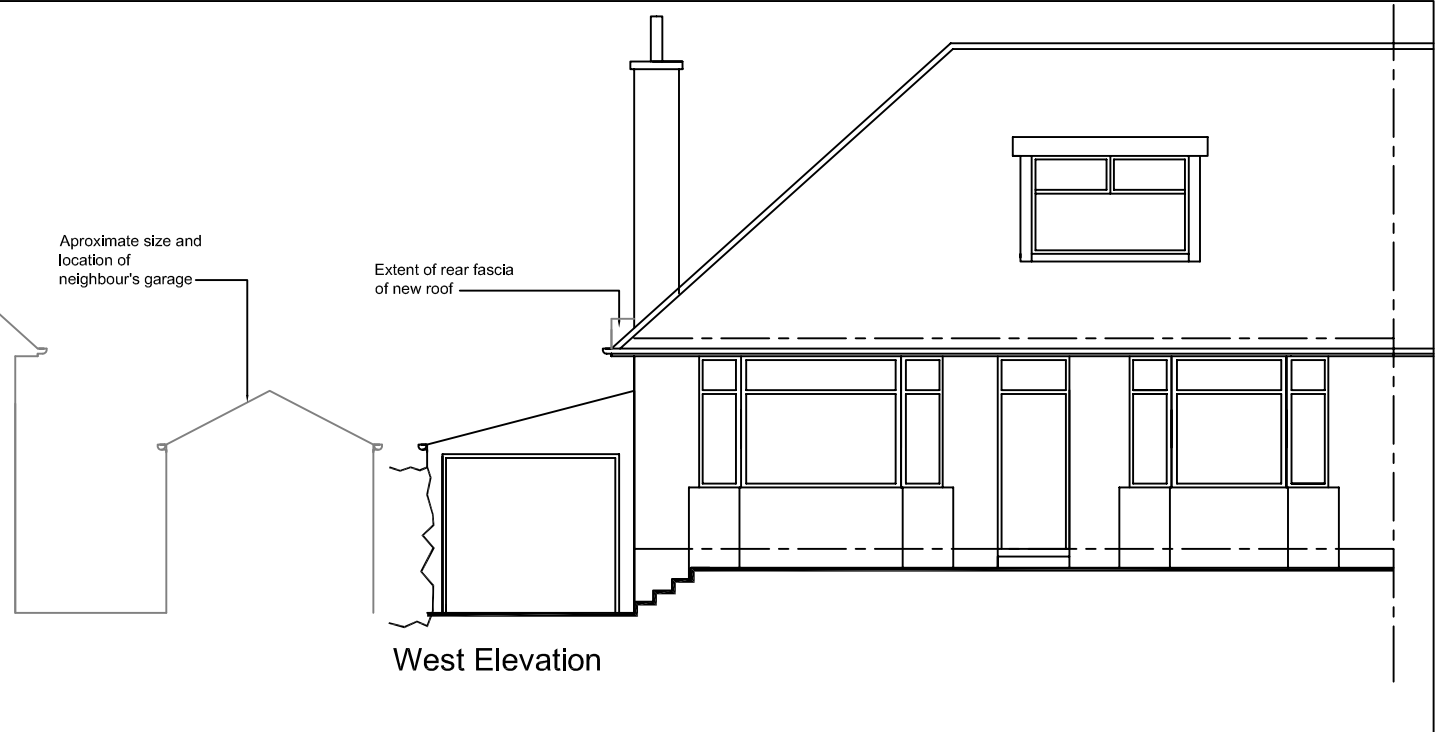 Aproximate size and
location of
neighbour's garage
Extent of rear fascia
of new roof
West Elevation